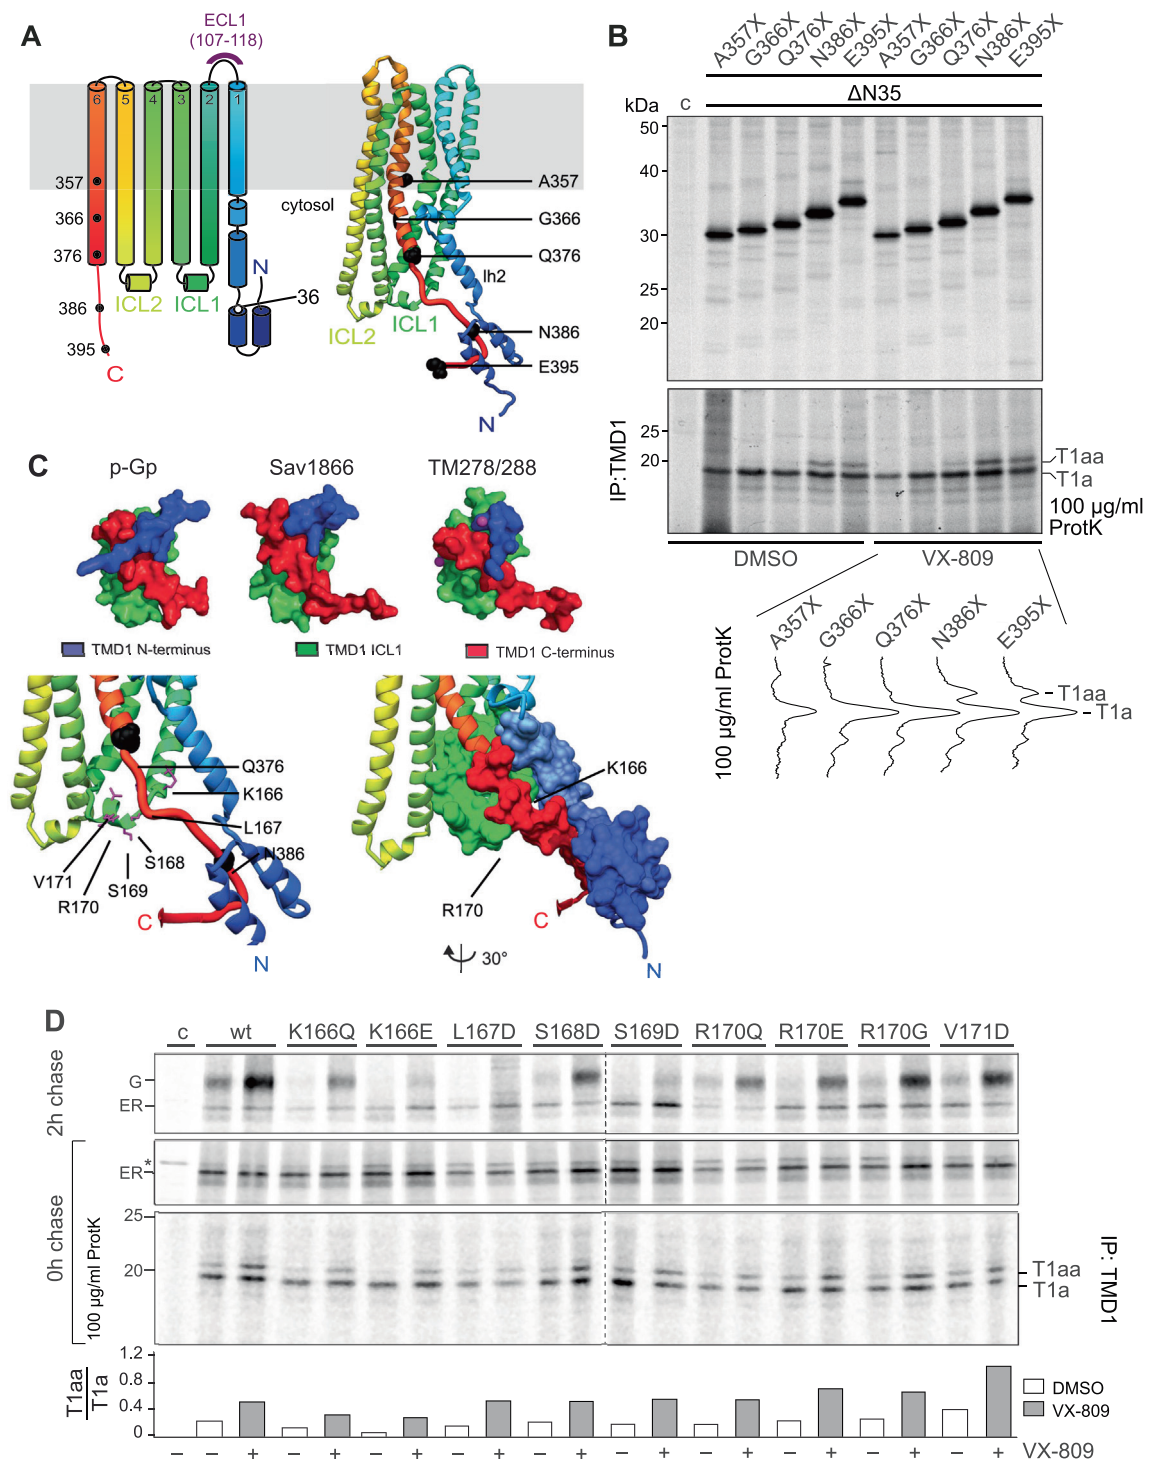 A
ECL1
(107-118)
6 5 4 3 2 1
357
366
376
386
395
cytosol
N
36
ICL2
ICL1
C
A357
G366
Q376
lh2
N386
E395
ICL2
ICL1
N
B
A357X G366X Q376X N386X E395X A357X G366X Q376X N386X E395X
ΔN35
kDa
c
50
40
30
25
20
IP:TMD1
25
20
T1aa
T1a
100 µg/ml
ProtK
DMSO
VX-809
A357X G366X Q376X N386X E395X
100 µg/ml ProtK
T1aa
T1a
C
p-Gp
Sav1866
TM278/288
TMD1 N-terminus
TMD1 ICL1
TMD1 C-terminus
Q376
K166
L167
N386
S168
S169
V171
R170
C
N
K166
R170
C
N
30°
D
c wt K166Q K166E L167D S168D S169D R170Q R170E R170G V171D
2h chase
G
ER
0h chase
100 µg/ml ProtK
*
ER
25
20
T1aa
T1a
IP: TMD1
T1aa
T1a
1.2
0.8
0.4
0
DMSO
VX-809
– – + – + – + – + – + – + – + – + – + – + VX-809